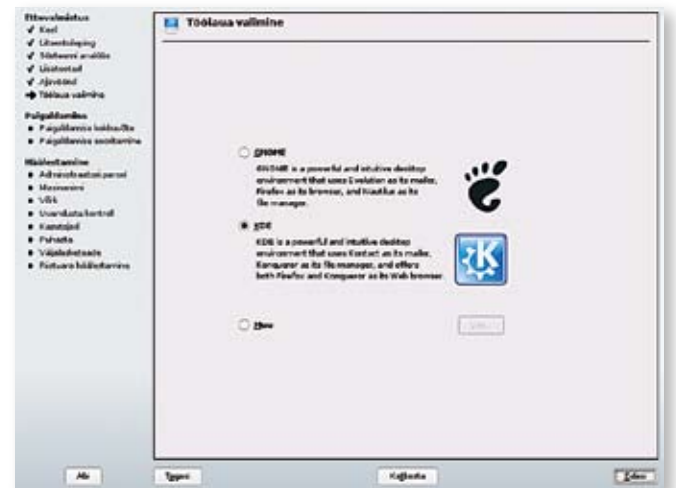 Ettevalmistus
Keel
Litsentsileping
Süsteemi analüüs
Lisatooted
Ajavöönd
Töölaua valimine
Paigaldamine
Paigaldamise kokkuvõte
Paigaldamise sooritamine
Häälestamine
Administraatori parool
Masinanimi
Võrk
Uuendustekontroll
Kasutajad
Puhasta
Väljalasketeade
Riistvara häälestamine
Töölaua valimine
GNOME
GNOME is a powerful and intuitive desktop
environment that uses Evolution as its mailer,
Firefox as its browser, and Nautilus as its
file manager.
KDE
KDE is a powerful and intuitive desktop
environment that uses Kontact as its mailer,
Konqueror as its file manager, and offers
both Firefox and Konqueror as its Web browser.
Muu
Abi
Tagasi
Katkesta
Edasi